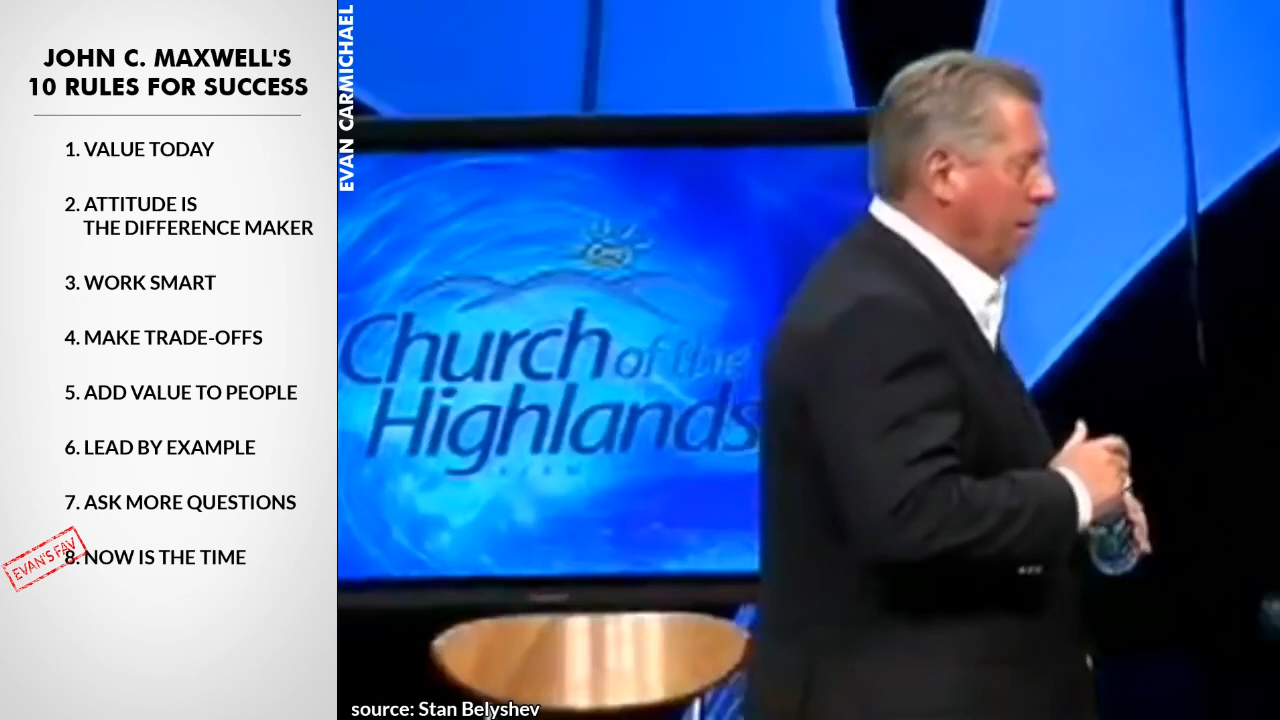 JOHN C. MAXWELL'S
10 RULES FOR SUCCESS
1. VALUE TODAY
2. ATTITUDE IS
THE DIFFERENCE MAKER
3. WORK SMART
4. MAKE TRADE-OFFS
5. ADD VALUE TO PEOPLE
6. LEAD BY EXAMPLE
7. ASK MORE QUESTIONS
EVAN'S FAV
8. NOW IS THE TIME
EVAN CARMICHAEL
Church of the
Highlands
source: Stan Belyshev